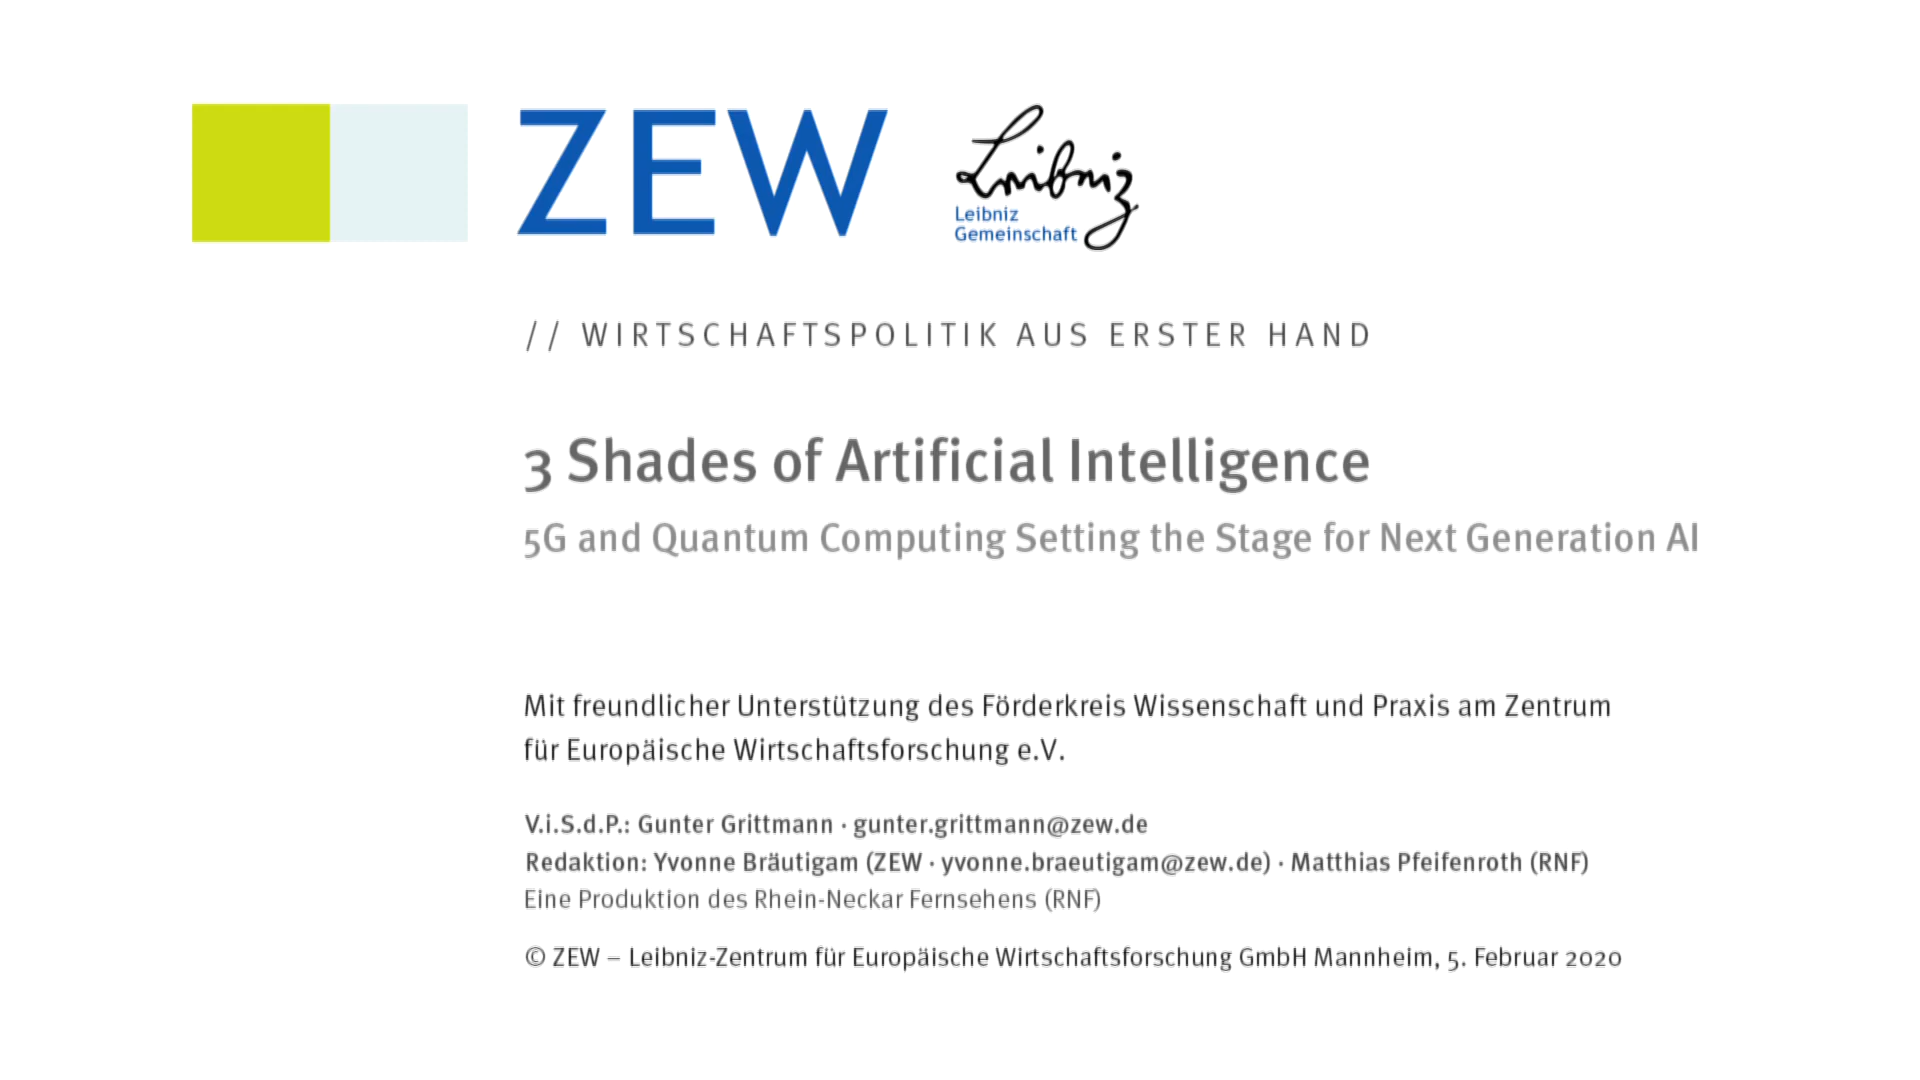 ZEW
Leibniz
Leibniz
Gemeinschaft
// WIRTSCHAFTSPOLITIK AUS ERSTER HAND
3 Shades of Artificial Intelligence
5G and Quantum Computing Setting the Stage for Next Generation AI
Mit freundlicher Unterstützung des Förderkreis Wissenschaft und Praxis am Zentrum
für Europäische Wirtschaftsforschung e.V.
V.i.S.d.P.: Gunter Grittmann · gunter.grittmann@zew.de
Redaktion: Yvonne Bräutigam (ZEW · yvonne.braeutigam@zew.de) · Matthias Pfeifenroth (RNF)
Eine Produktion des Rhein-Neckar Fernsehens (RNF)
© ZEW – Leibniz-Zentrum für Europäische Wirtschaftsforschung GmbH Mannheim, 5. Februar 2020